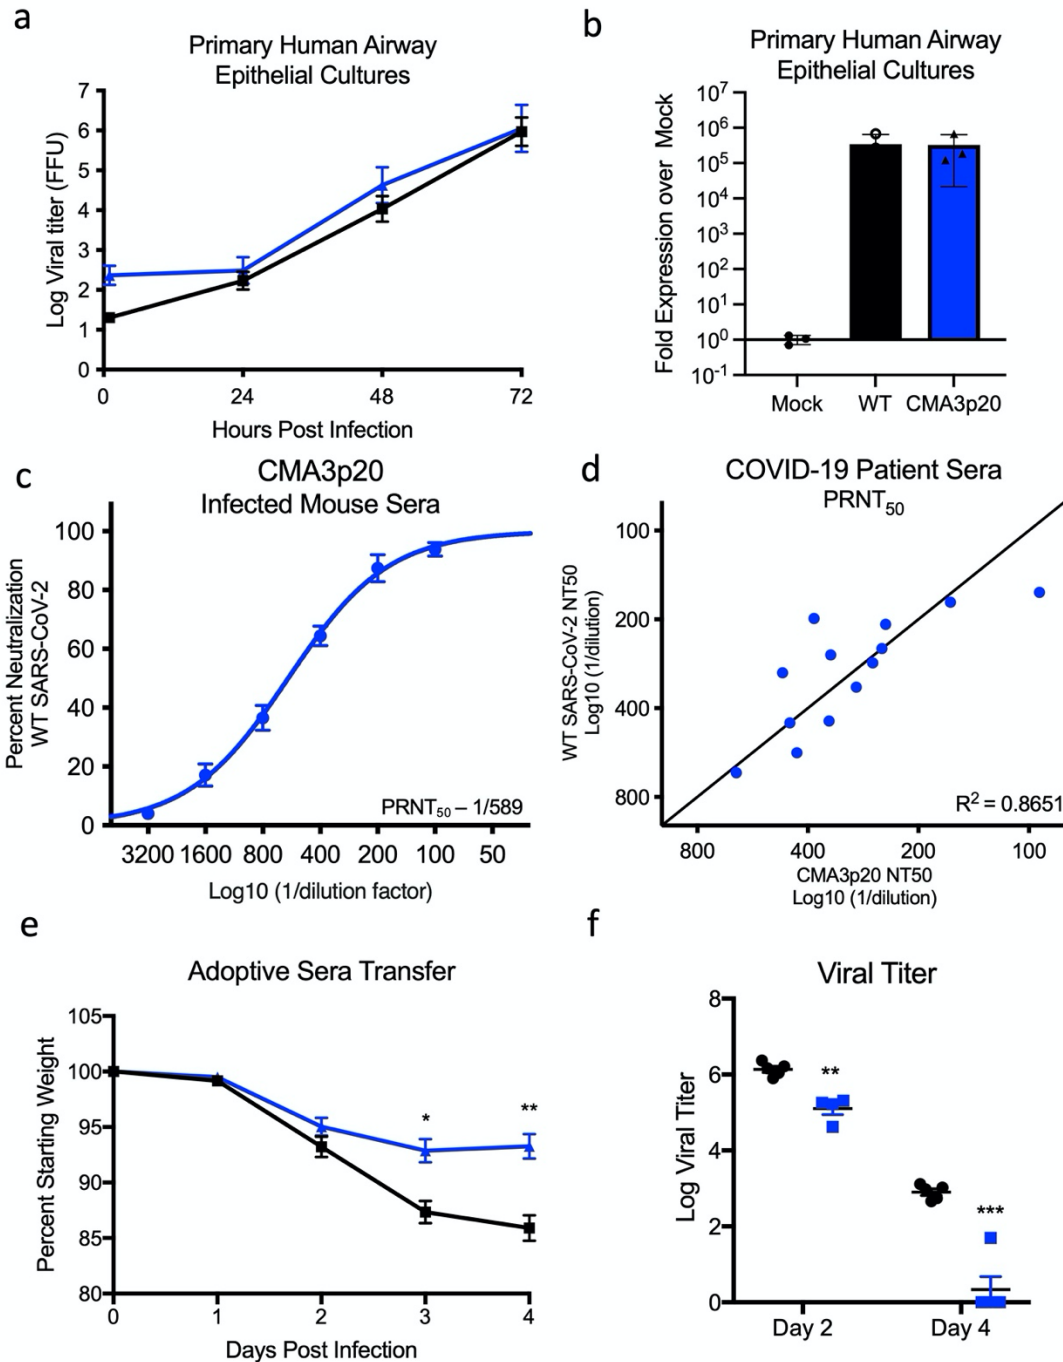 a
Primary Human Airway
Epithelial Cultures
Log Viral titer (FFU)
7
6
5
4
3
2
1
0
0 24 48 72
Hours Post Infection
b
Primary Human Airway
Epithelial Cultures
Fold Expression over Mock
10⁷
10⁶
10⁵
10⁴
10³
10²
10¹
10⁰
10⁻¹
Mock WT CMA3p20
c
CMA3p20
Infected Mouse Sera
Percent Neutralization
WT SARS-CoV-2
100
80
60
40
20
0
PRNT₅₀ – 1/589
3200 1600 800 400 200 100 50
Log10 (1/dilution factor)
d
COVID-19 Patient Sera
PRNT₅₀
WT SARS-CoV-2 NT50
Log10 (1/dilution)
100
200
400
800
R² = 0.8651
800 400 200 100
CMA3p20 NT50
Log10 (1/dilution)
e
Adoptive Sera Transfer
Percent Starting Weight
105
100
95
90
85
80
* **
0 1 2 3 4
Days Post Infection
f
Viral Titer
Log Viral Titer
8
6
4
2
0
**
***
Day 2 Day 4